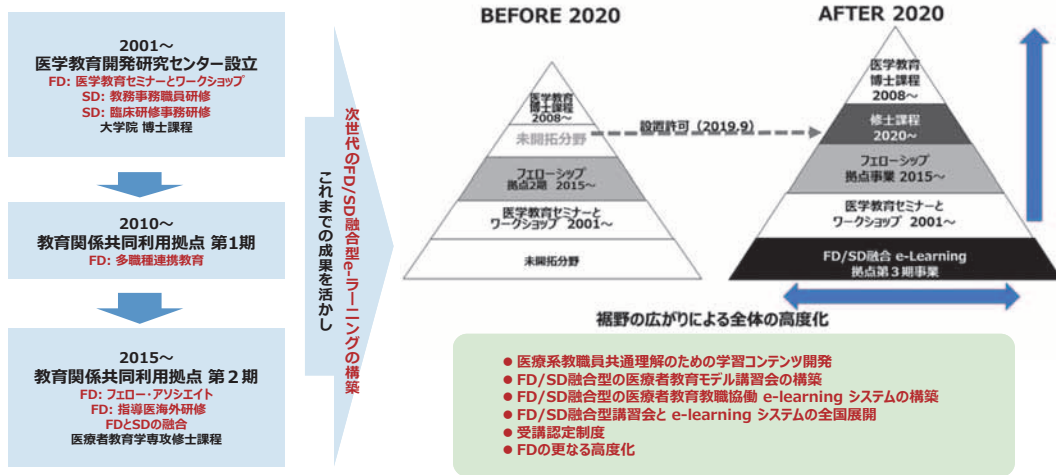 2001～
医学教育開発研究センター設立
FD: 医学教育セミナーとワークショップ
SD: 教務事務職員研修
SD: 臨床研修事務研修
大学院 博士課程
2010～
教育関係共同利用拠点 第1期
FD: 多職種連携教育
2015～
教育関係共同利用拠点 第２期
FD: フェロー・アソシエイト
FD: 指導医海外研修
FDとSDの融合
医療者教育学専攻修士課程
次世代のFD/SD融合型e-ラーニングの構築
これまでの成果を活かし
BEFORE 2020
医学教育
博士課程
2008～
未開拓分野
フェローシップ
拠点2期 2015～
医学教育セミナーと
ワークショップ 2001～
未開拓分野
設置許可（2019.9）
AFTER 2020
医学教育
博士課程
2008～
修士課程
2020～
フェローシップ
拠点事業 2015～
医学教育セミナーと
ワークショップ 2001～
FD/SD融合 e-Learning
拠点第３期事業
裾野の広がりによる全体の高度化
● 医療系教職員共通理解のための学習コンテンツ開発
● FD/SD融合型の医療者教育モデル講習会の構築
● FD/SD融合型の医療者教育教職協働 e-learning システムの構築
● FD/SD融合型講習会と e-learning システムの全国展開
● 受講認定制度
● FDの更なる高度化